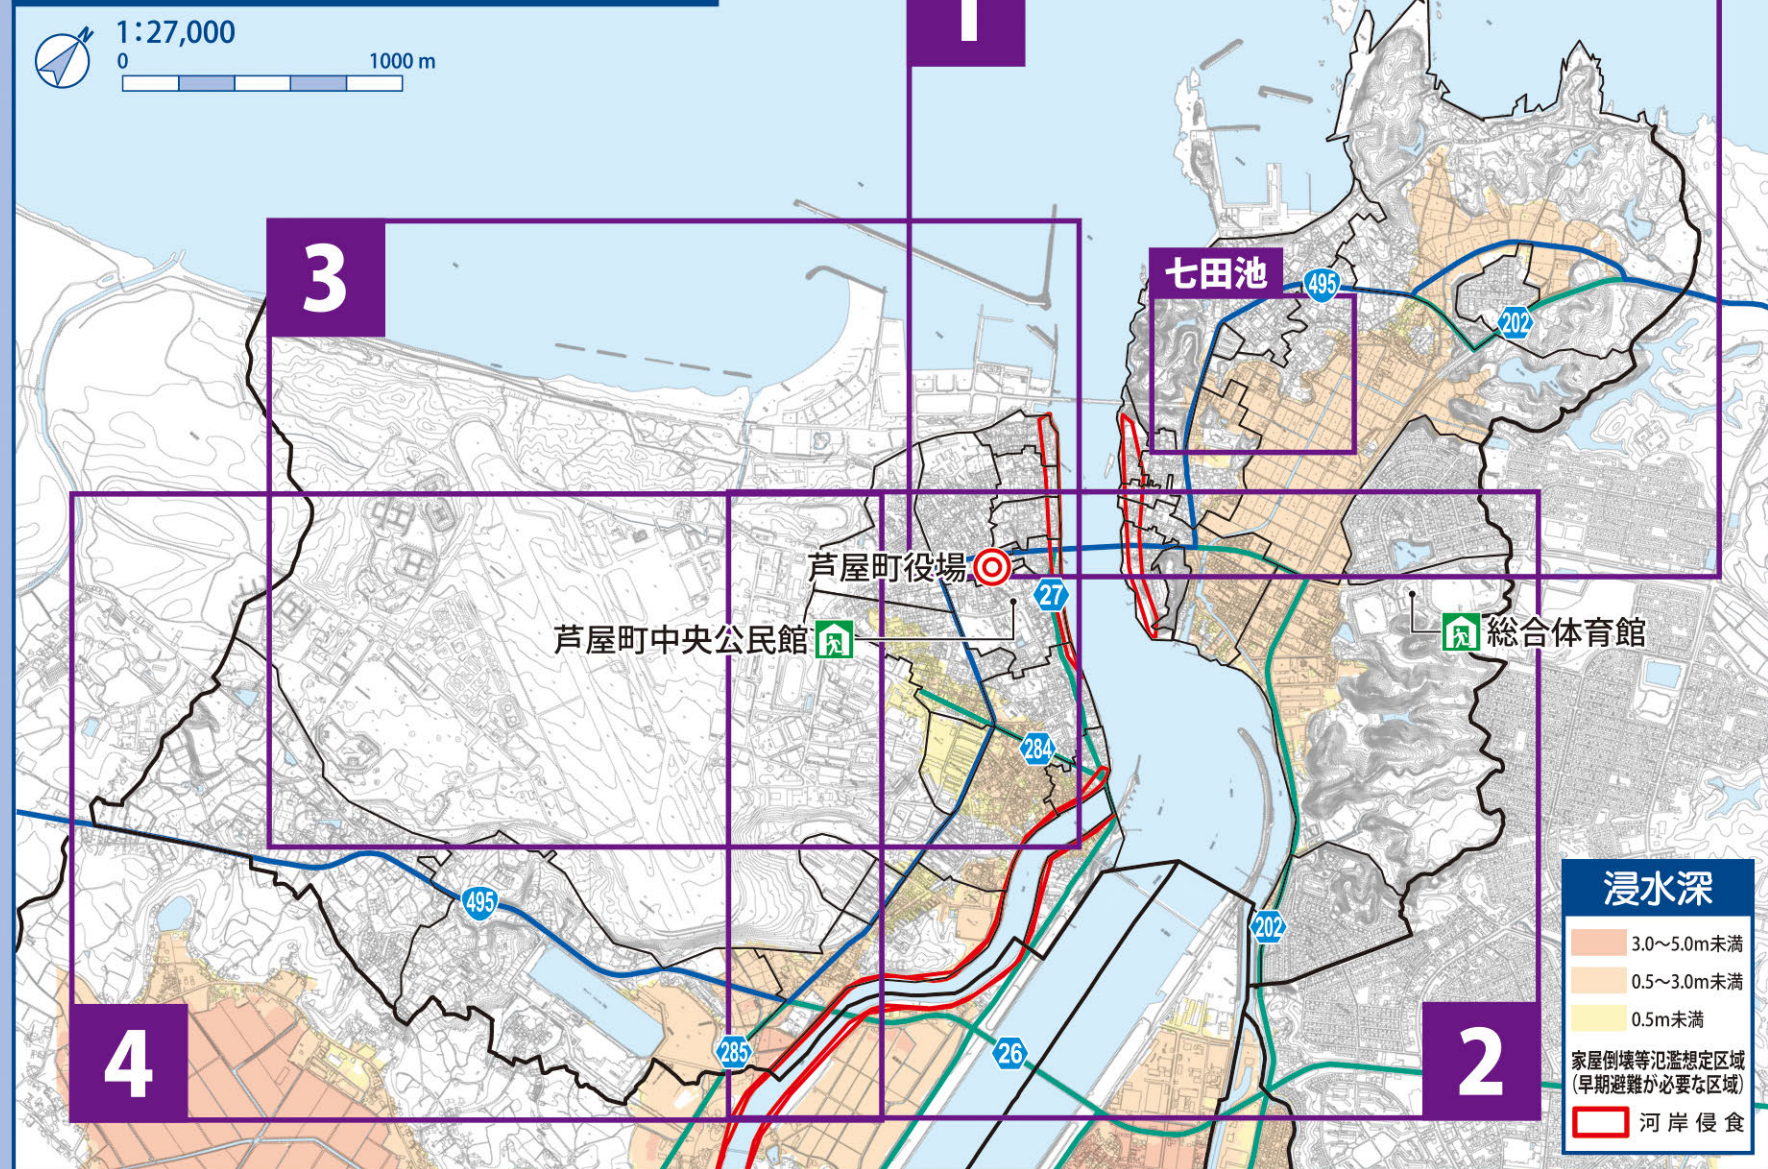 N
1:27,000
0 1000 m
1
3
七田池
495
202
芦屋町役場
27
芦屋町中央公民館
総合体育館
284
495
202
浸水深
3.0〜5.0m未満
0.5〜3.0m未満
0.5m未満
家屋倒壊等氾濫想定区域
(早期避難が必要な区域)
河岸侵食
4
285
26
2